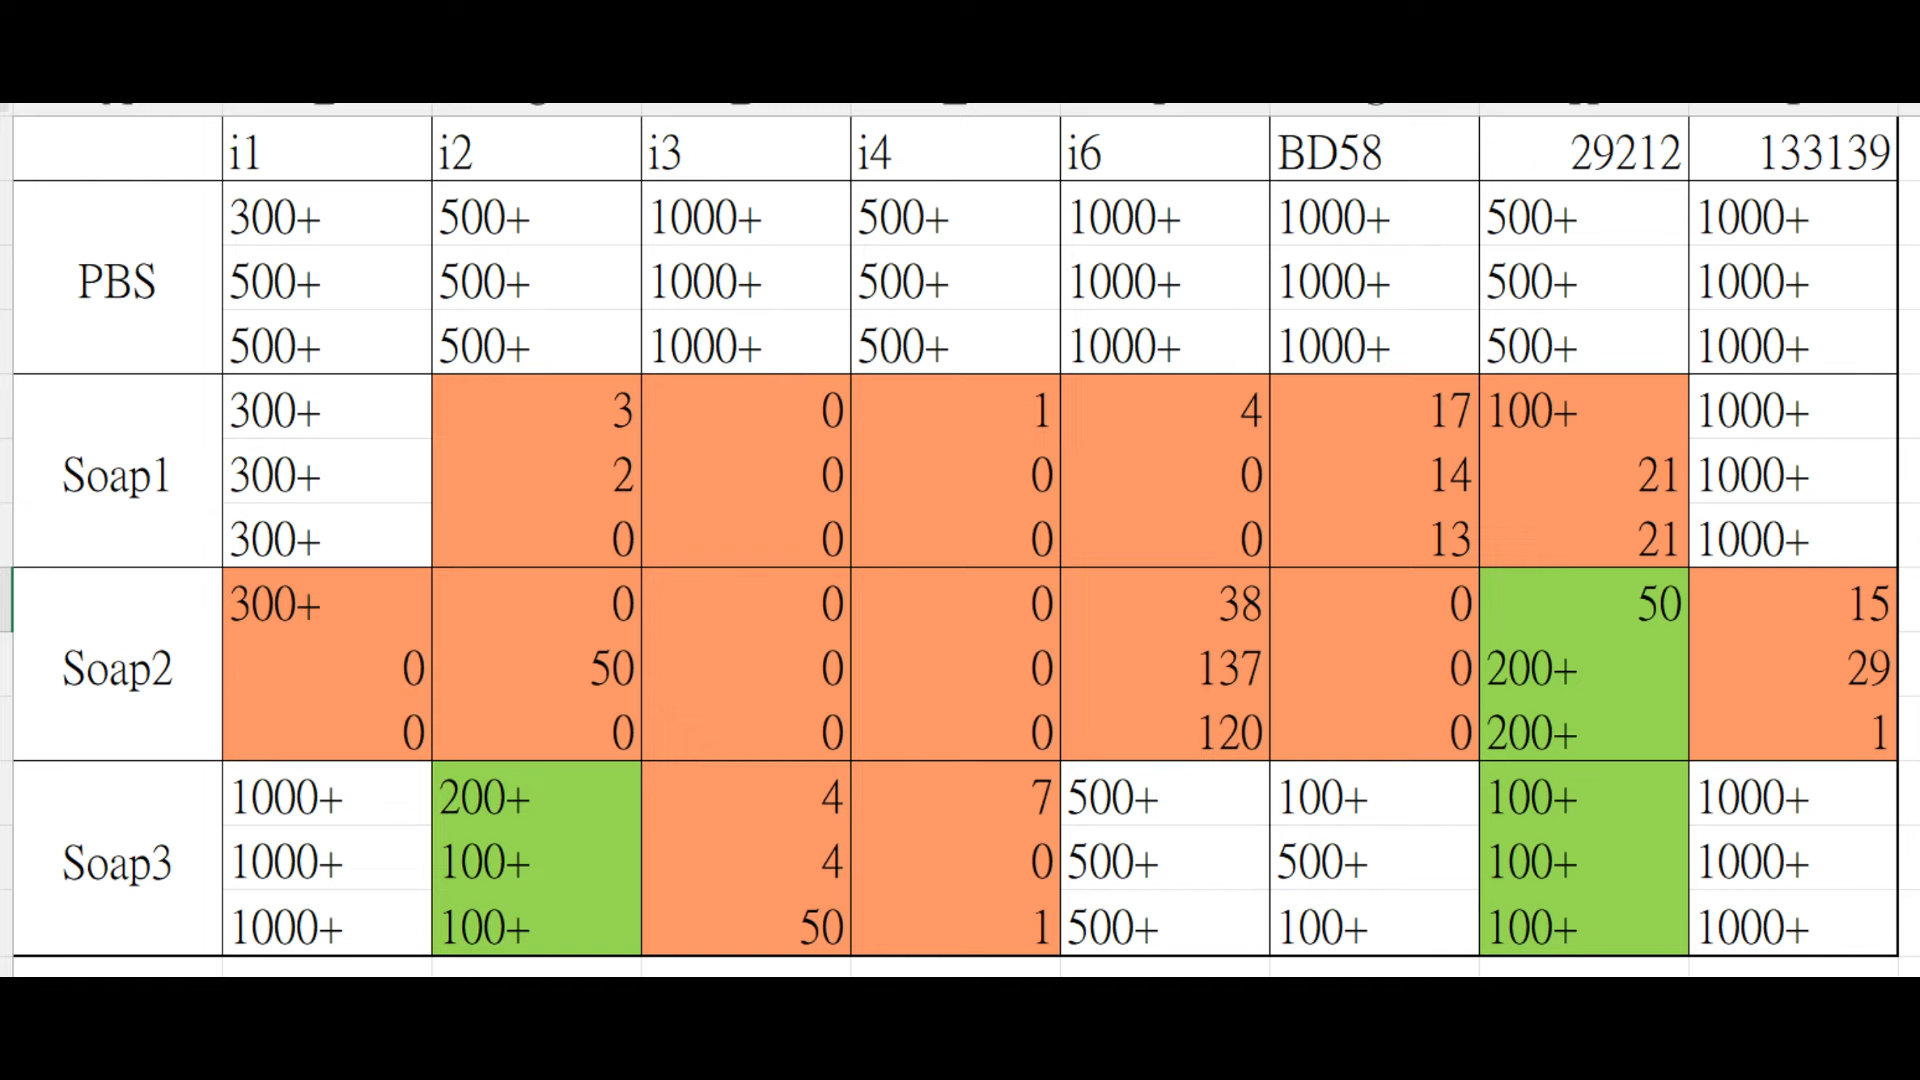 i1 i2 i3 i4 i6 BD58 29212 133139
300+ 500+ 1000+ 500+ 1000+ 1000+ 500+ 1000+
PBS 500+ 500+ 1000+ 500+ 1000+ 1000+ 500+ 1000+
500+ 500+ 1000+ 500+ 1000+ 1000+ 500+ 1000+
300+ 3 0 1 4 17 100+ 1000+
Soap1 300+ 2 0 0 0 14 21 1000+
300+ 0 0 0 0 13 21 1000+
300+ 0 0 0 38 0 50 15
Soap2 0 50 0 0 137 0 200+ 29
0 0 0 0 120 0 200+ 1
1000+ 200+ 4 7 500+ 100+ 100+ 1000+
Soap3 1000+ 100+ 4 0 500+ 500+ 100+ 1000+
1000+ 100+ 50 1 500+ 100+ 100+ 1000+